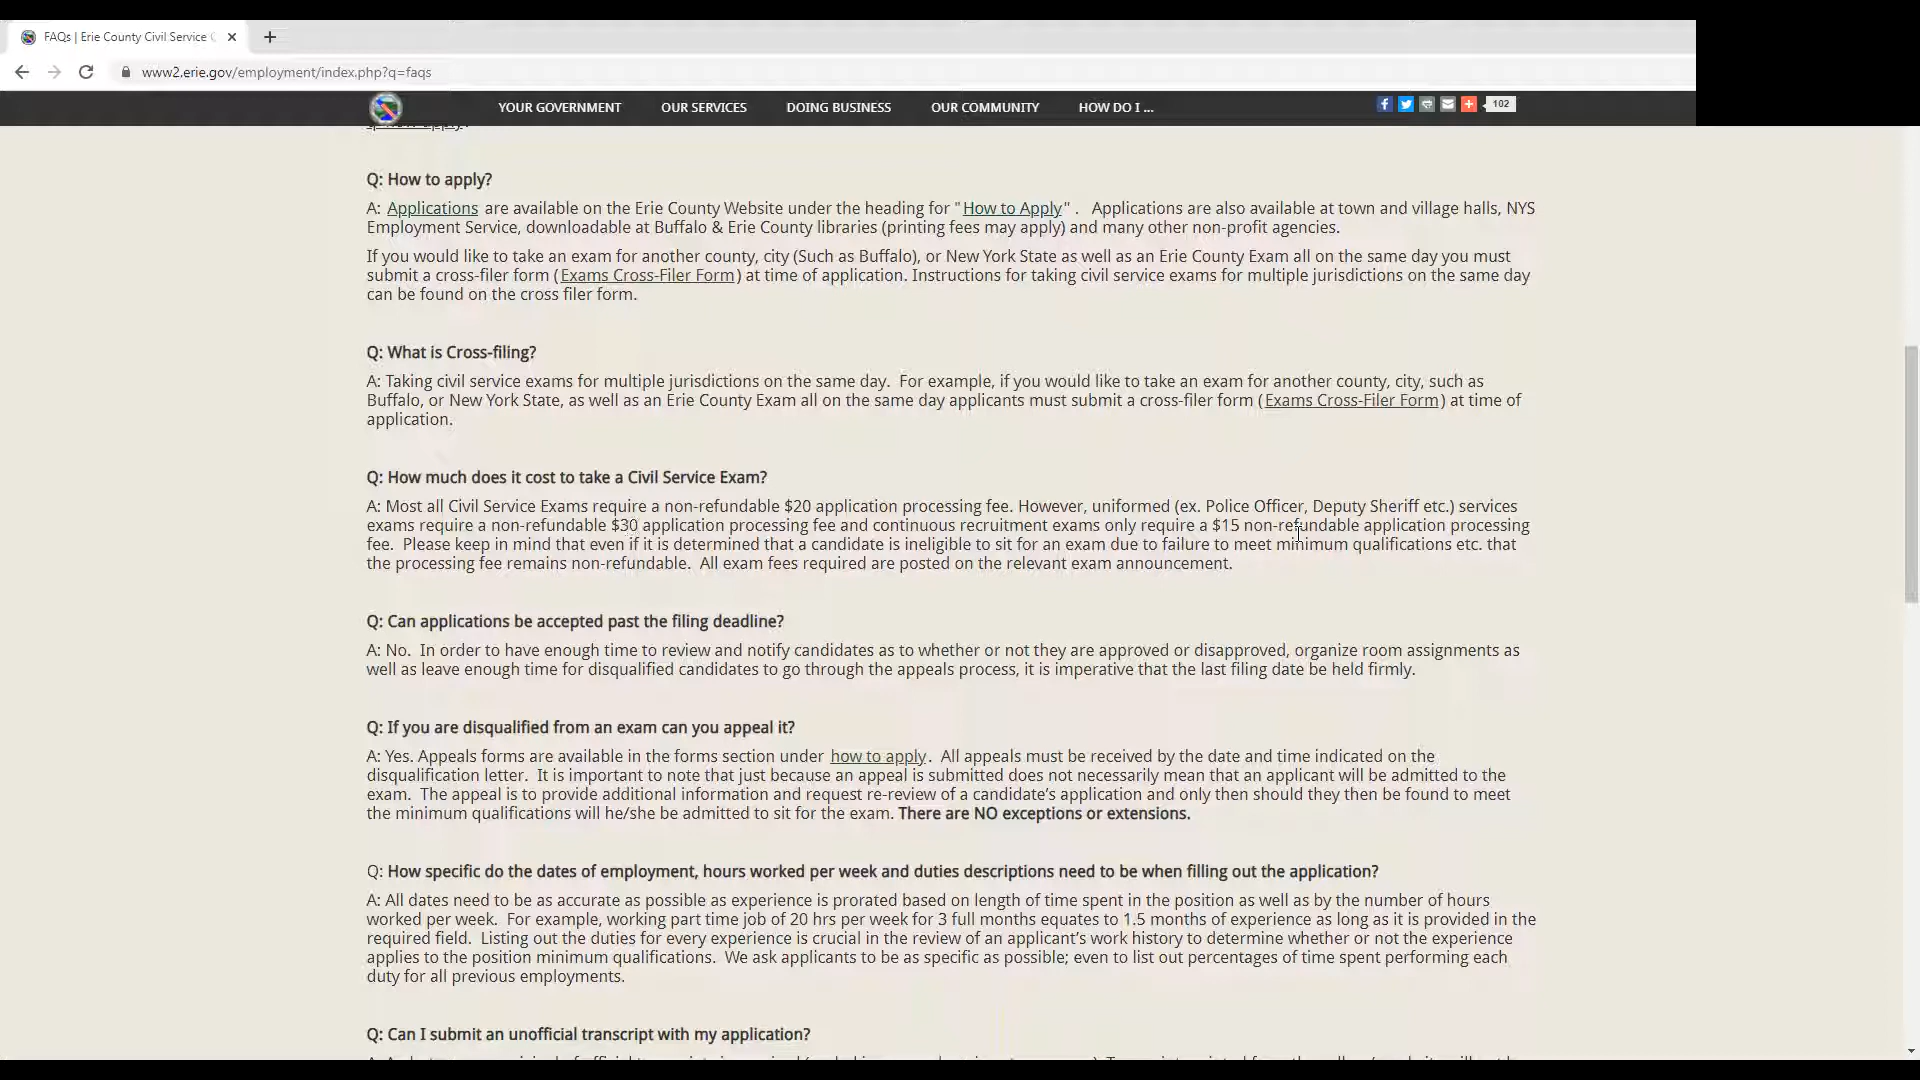 FAQs | Erie County Civil Service
www2.erie.gov/employment/index.php?q=faqs
YOUR GOVERNMENT OUR SERVICES DOING BUSINESS OUR COMMUNITY HOW DO I ... 102
Q: How to apply?
A: Applications are available on the Erie County Website under the heading for "How to Apply" . Applications are also available at town and village halls, NYS
Employment Service, downloadable at Buffalo & Erie County libraries (printing fees may apply) and many other non-profit agencies.
If you would like to take an exam for another county, city (Such as Buffalo), or New York State as well as an Erie County Exam all on the same day you must
submit a cross-filer form (Exams Cross-Filer Form) at time of application. Instructions for taking civil service exams for multiple jurisdictions on the same day
can be found on the cross filer form.
Q: What is Cross-filing?
A: Taking civil service exams for multiple jurisdictions on the same day. For example, if you would like to take an exam for another county, city, such as
Buffalo, or New York State, as well as an Erie County Exam all on the same day applicants must submit a cross-filer form (Exams Cross-Filer Form) at time of
application.
Q: How much does it cost to take a Civil Service Exam?
A: Most all Civil Service Exams require a non-refundable $20 application processing fee. However, uniformed (ex. Police Officer, Deputy Sheriff etc.) services
exams require a non-refundable $30 application processing fee and continuous recruitment exams only require a $15 non-refundable application processing
fee. Please keep in mind that even if it is determined that a candidate is ineligible to sit for an exam due to failure to meet minimum qualifications etc. that
the processing fee remains non-refundable. All exam fees required are posted on the relevant exam announcement.
Q: Can applications be accepted past the filing deadline?
A: No. In order to have enough time to review and notify candidates as to whether or not they are approved or disapproved, organize room assignments as
well as leave enough time for disqualified candidates to go through the appeals process, it is imperative that the last filing date be held firmly.
Q: If you are disqualified from an exam can you appeal it?
A: Yes. Appeals forms are available in the forms section under how to apply. All appeals must be received by the date and time indicated on the
disqualification letter. It is important to note that just because an appeal is submitted does not necessarily mean that an applicant will be admitted to the
exam. The appeal is to provide additional information and request re-review of a candidate's application and only then should they then be found to meet
the minimum qualifications will he/she be admitted to sit for the exam. There are NO exceptions or extensions.
Q: How specific do the dates of employment, hours worked per week and duties descriptions need to be when filling out the application?
A: All dates need to be as accurate as possible as experience is prorated based on length of time spent in the position as well as by the number of hours
worked per week. For example, working part time job of 20 hrs per week for 3 full months equates to 1.5 months of experience as long as it is provided in the
required field. Listing out the duties for every experience is crucial in the review of an applicant's work history to determine whether or not the experience
applies to the position minimum qualifications. We ask applicants to be as specific as possible; even to list out percentages of time spent performing each
duty for all previous employments.
Q: Can I submit an unofficial transcript with my application?